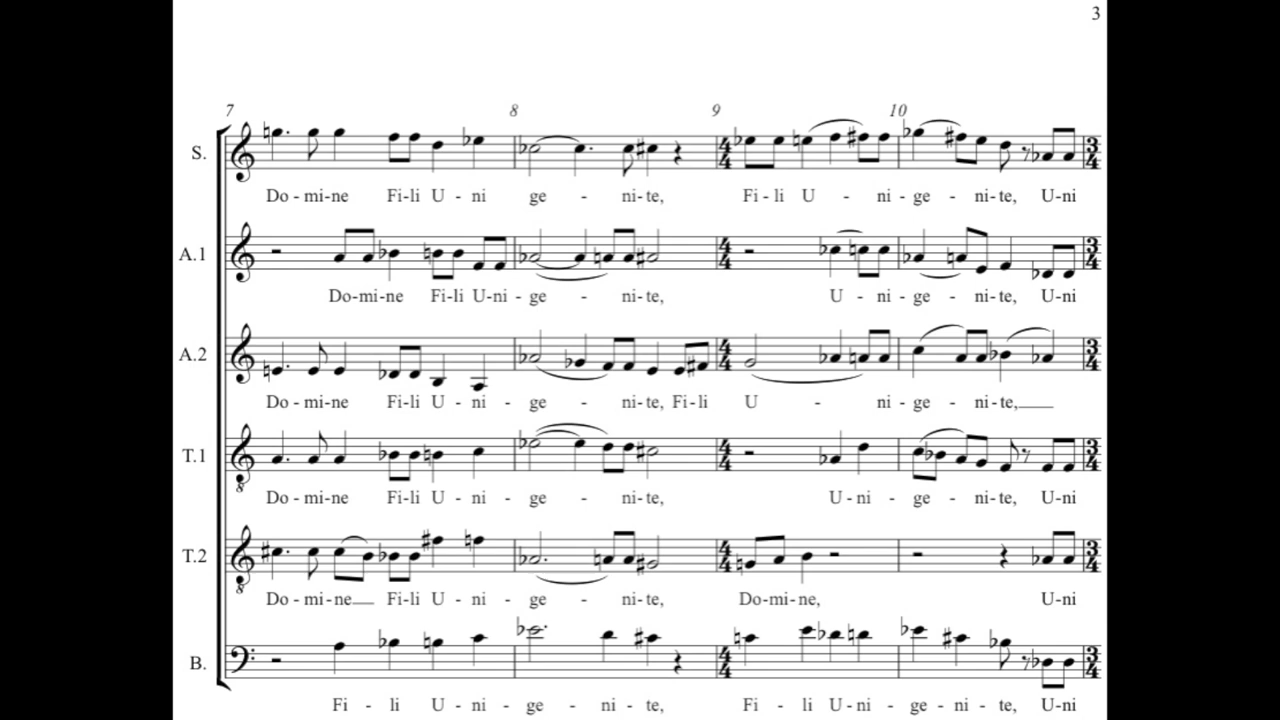 3
7 8 9 10
S.
Do - mi-ne Fi-li U - ni - ge - ni-te, Fi - li U - ni - ge - ni-te, U-ni
A.1
Do-mi-ne Fi-li U-ni - ge - ni-te, U - ni - ge - ni-te, U-ni
A.2
Do - mi-ne Fi-li U - ni - ge - ni-te, Fi-li U - ni - ge - ni-te,
T.1
Do - mi-ne Fi-li U - ni - ge - ni-te, U - ni - ge - ni-te, U-ni
T.2
Do - mi-ne Fi-li U - ni - ge - ni-te, Do-mi-ne, U-ni
B.
Fi - li U - ni - ge - ni - te, Fi - li U - ni - ge - ni - te, U-ni